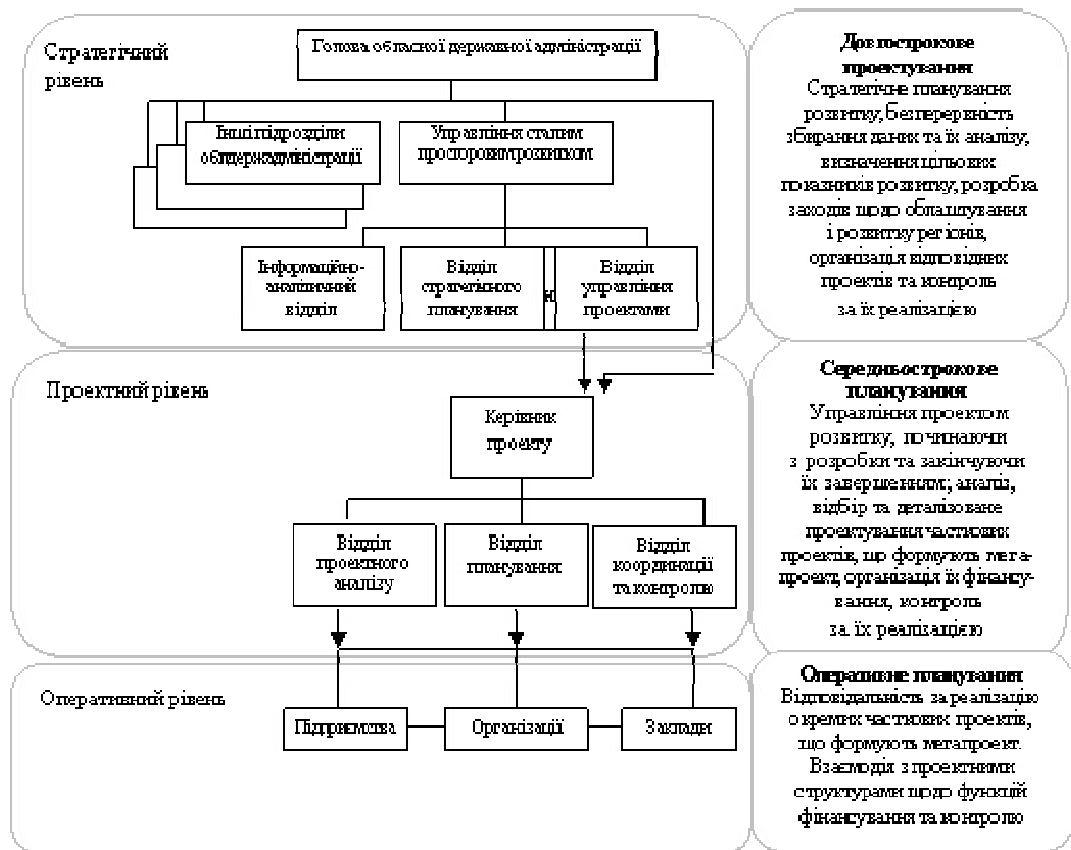 Стратегічний
рівень
Голова обласної державної адміністрації
Інші підрозділи
облдержадміністрації
Управління сталим
просторовим розвитком
Інформаційно-
аналітичний
відділ
Відділ
стратегічного
планування
Відділ
управління
проектами
Довгострокове
проектування
Стратегічне планування
розвитку, безперервність
збирання даних та їх аналізу,
визначення цільових
показників розвитку, розробка
заходів щодо облаштування
і розвитку регіонів,
організація відповідних
проектів та контроль
за їх реалізацією
Проектний рівень
Керівник
проекту
Відділ
проектного
аналізу
Відділ
планування
Відділ
координації
та контролю
Середньострокове
планування
Управління проектом
розвитку, починаючи
з розробки та закінчуючи
їх завершенням; аналіз,
відбір та деталізоване
проектування часткових
проектів, що формують мега-
проект, організація їх фінансу-
вання, контроль
за їх реалізацією
Оперативний рівень
Підприємства
Організації
Заклади
Оперативне планування
Відповідальність за реалізацію
окремих часткових проектів,
що формують мегапроект.
Взаємодія з проектними
структурами щодо функцій
фінансування та контролю